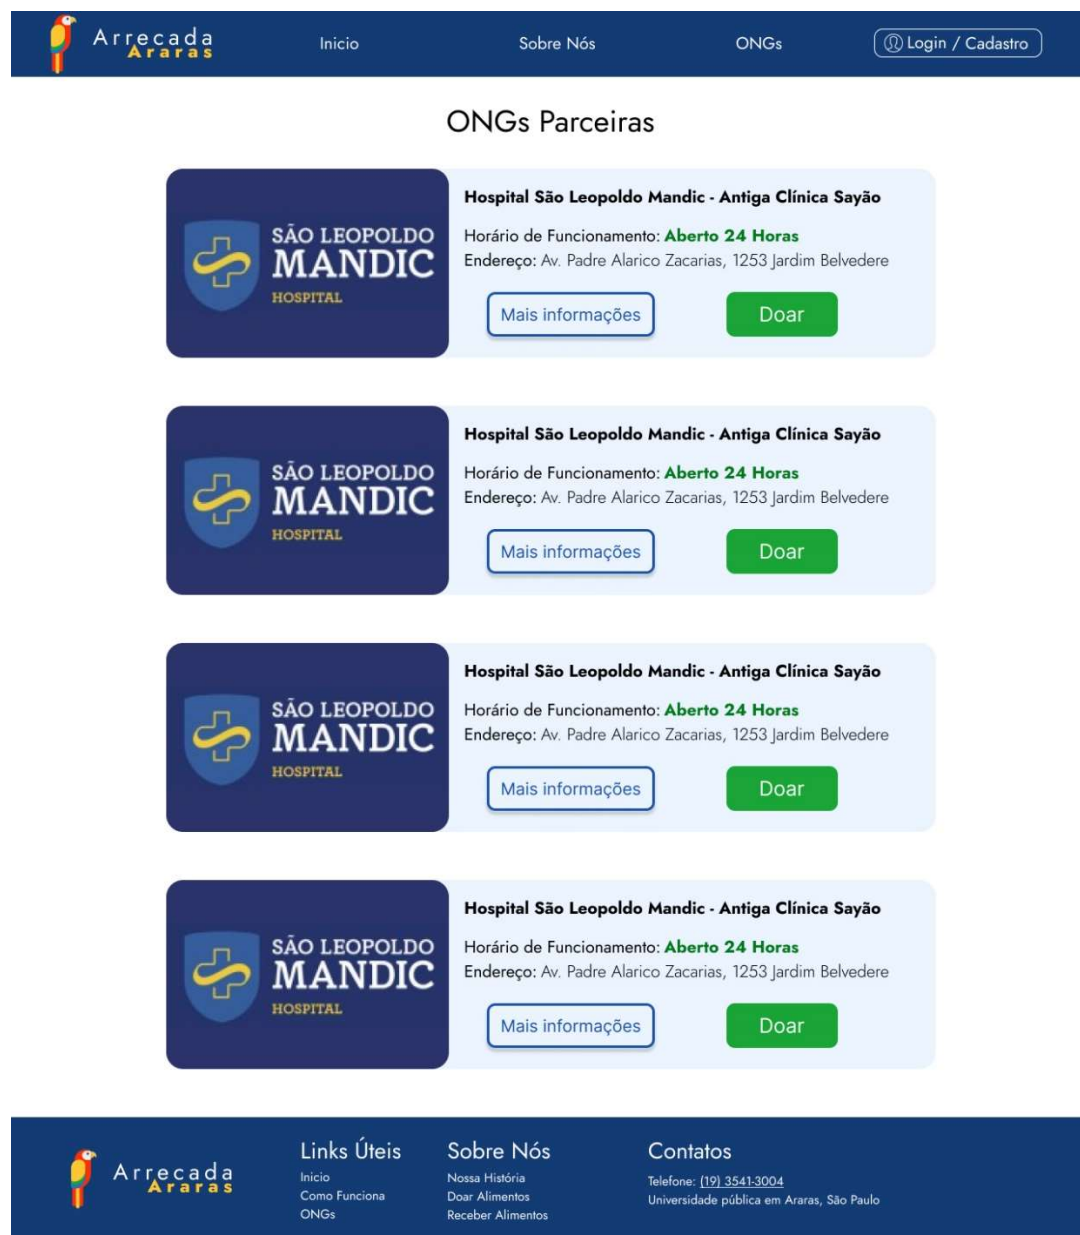 Arrecada
Araras
Inicio
Sobre Nós
ONGs
Login / Cadastro
ONGs Parceiras
SÃO LEOPOLDO
MANDIC
HOSPITAL
Hospital São Leopoldo Mandic - Antiga Clínica Sayão
Horário de Funcionamento: Aberto 24 Horas
Endereço: Av. Padre Alarico Zacarias, 1253 Jardim Belvedere
Mais informações
Doar
SÃO LEOPOLDO
MANDIC
HOSPITAL
Hospital São Leopoldo Mandic - Antiga Clínica Sayão
Horário de Funcionamento: Aberto 24 Horas
Endereço: Av. Padre Alarico Zacarias, 1253 Jardim Belvedere
Mais informações
Doar
SÃO LEOPOLDO
MANDIC
HOSPITAL
Hospital São Leopoldo Mandic - Antiga Clínica Sayão
Horário de Funcionamento: Aberto 24 Horas
Endereço: Av. Padre Alarico Zacarias, 1253 Jardim Belvedere
Mais informações
Doar
SÃO LEOPOLDO
MANDIC
HOSPITAL
Hospital São Leopoldo Mandic - Antiga Clínica Sayão
Horário de Funcionamento: Aberto 24 Horas
Endereço: Av. Padre Alarico Zacarias, 1253 Jardim Belvedere
Mais informações
Doar
Arrecada
Araras
Links Úteis
Inicio
Como Funciona
ONGs
Sobre Nós
Nossa História
Doar Alimentos
Receber Alimentos
Contatos
Telefone: (19) 3541-3004
Universidade pública em Araras, São Paulo